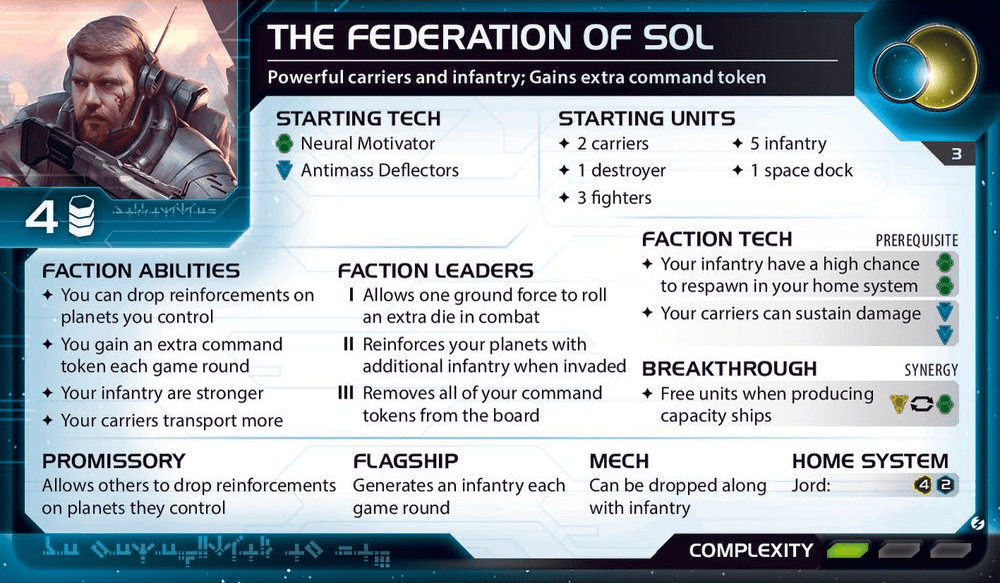 THE FEDERATION OF SOL
Powerful carriers and infantry; Gains extra command token
3
4
STARTING TECH
Neural Motivator
Antimass Deflectors
STARTING UNITS
2 carriers
1 destroyer
3 fighters
5 infantry
1 space dock
FACTION ABILITIES
You can drop reinforcements on
planets you control
You gain an extra command
token each game round
Your infantry are stronger
Your carriers transport more
FACTION LEADERS
I Allows one ground force to roll
an extra die in combat
II Reinforces your planets with
additional infantry when invaded
III Removes all of your command
tokens from the board
FACTION TECH PREREQUISITE
Your infantry have a high chance
to respawn in your home system
Your carriers can sustain damage
BREAKTHROUGH SYNERGY
Free units when producing
capacity ships
PROMISSORY
Allows others to drop reinforcements
on planets they control
FLAGSHIP
Generates an infantry each
game round
MECH
Can be dropped along
with infantry
HOME SYSTEM
Jord: 4 2
COMPLEXITY